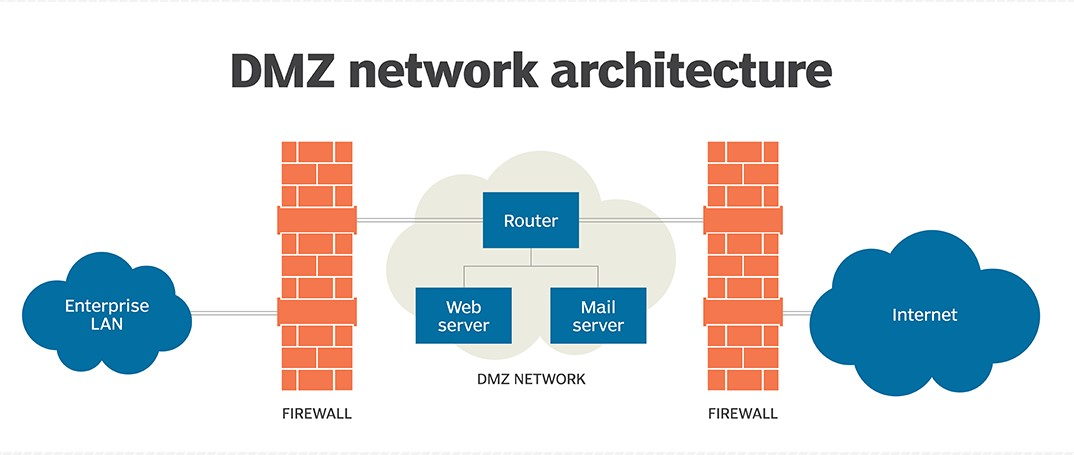 DMZ network architecture
Router
Enterprise
LAN
Web
server
Mail
server
Internet
DMZ NETWORK
FIREWALL
FIREWALL